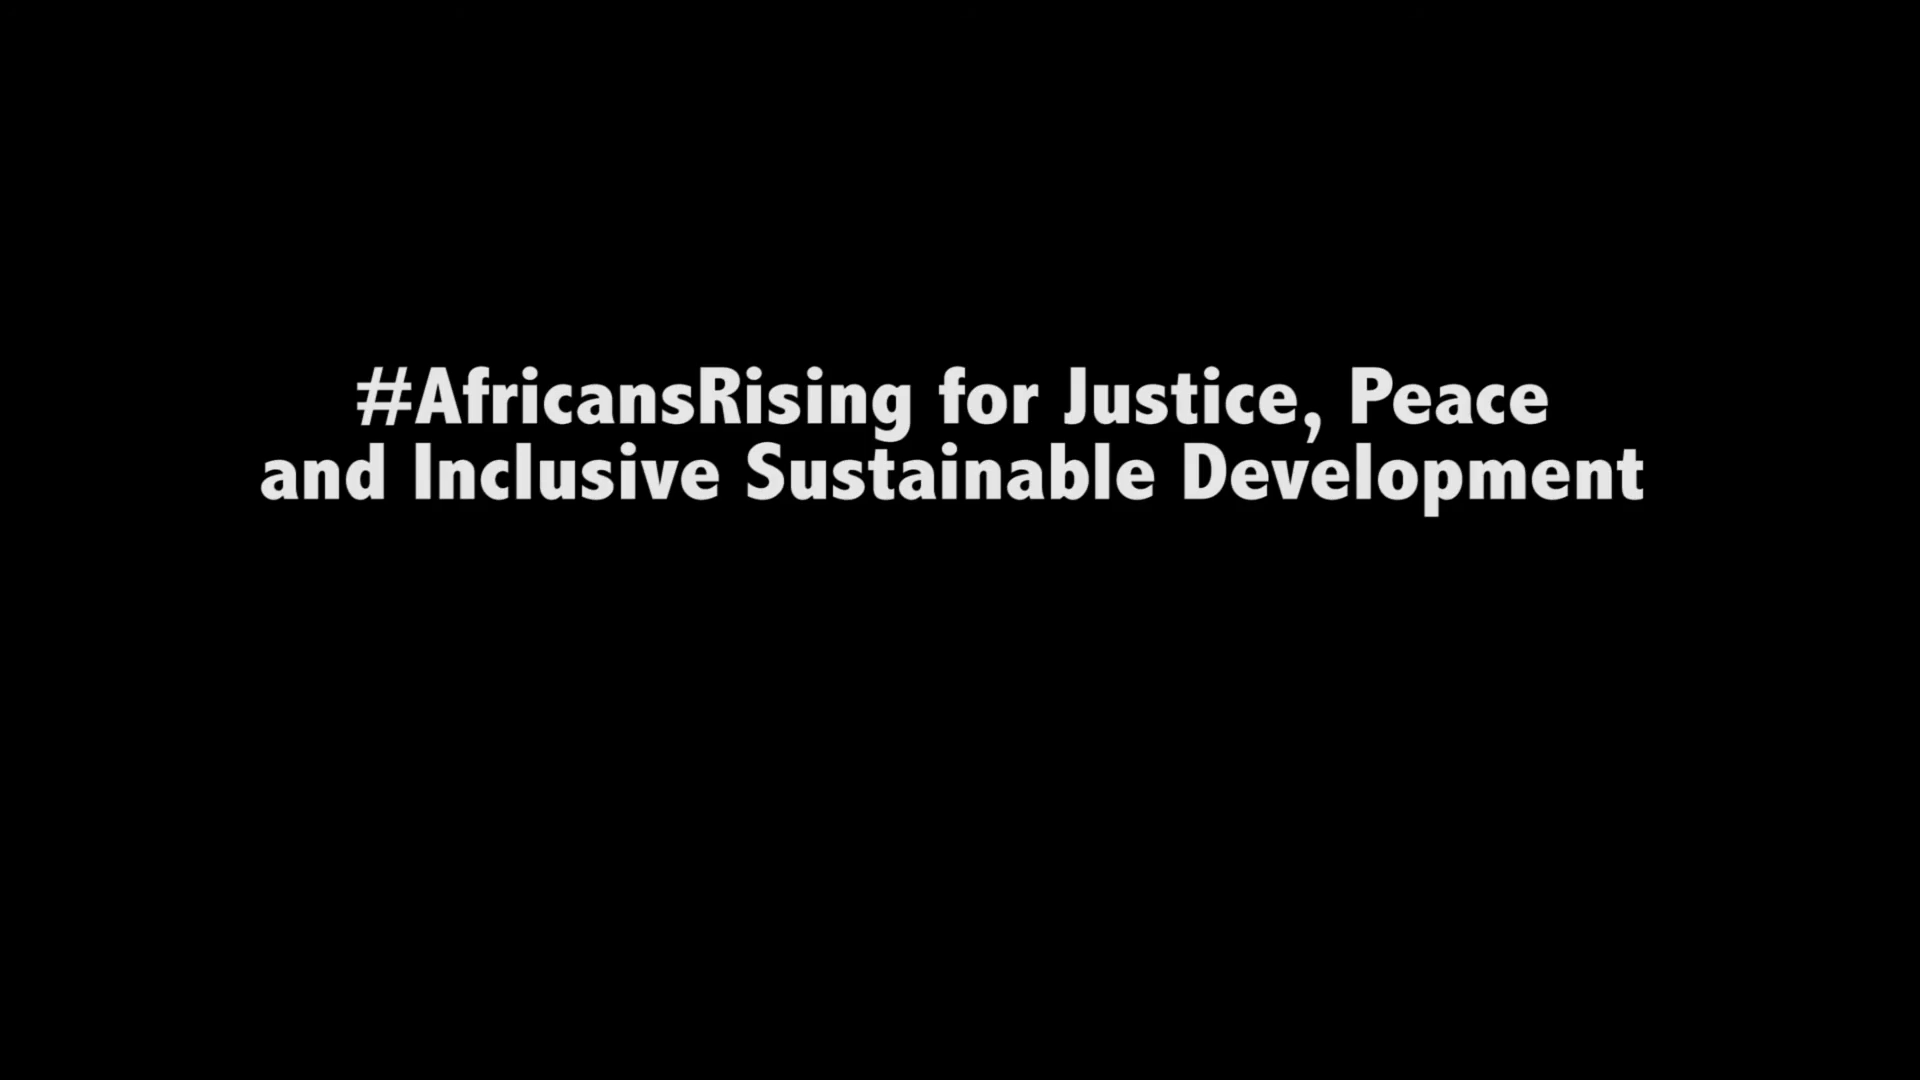 #AfricansRising for Justice, Peace
and Inclusive Sustainable Development